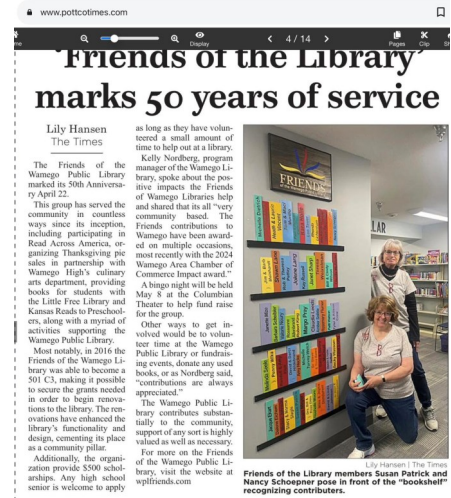 www.pottcotimes.com
Display
4 / 14
Pages
Clip
'Friends of the Library'
marks 50 years of service
Lily Hansen
The Times
The Friends of the
Wamego Public Library
marked its 50th Anniversa-
ry April 22.
This group has served the
community in countless
ways since its inception,
including participating in
Read Across America, or-
ganizing Thanksgiving pie
sales in partnership with
Wamego High's culinary
arts department, providing
books for students with
the Little Free Library and
Kansas Reads to Preschool-
ers, along with a myriad of
activities supporting the
Wamego Public Library.
Most notably, in 2016 the
Friends of the Wamego Li-
brary was able to become a
501 C3, making it possible
to secure the grants needed
in order to begin renova-
tions to the library. The ren-
ovations have enhanced the
library's functionality and
design, cementing its place
as a community pillar.
Additionally, the organi-
zation provide $500 schol-
arships. Any high school
senior is welcome to apply
as long as they have volun-
teered a small amount of
time to help out at a library.
Kelly Nordberg, program
manager of the Wamego Li-
brary, spoke about the pos-
itive impacts the Friends
of Wamego Libraries help
and shared that its all "very
community based. The
Friends contributions to
Wamego have been award-
ed on multiple occasions,
most recently with the 2024
Wamego Area Chamber of
Commerce Impact award."
A bingo night will be held
May 8 at the Columbian
Theater to help fund raise
for the group.
Other ways to get in-
volved would be to volun-
teer time at the Wamego
Public Library or fundrais-
ing events, donate any used
books, or as Nordberg said,
"contributions are always
appreciated."
The Wamego Public Li-
brary contributes substan-
tially to the community,
support of any sort is highly
valued as well as necessary.
For more on the Friends
of the Wamego Public Li-
brary, visit the website at
wplfriends.com
FRIENDS
LAR
Lily Hansen | The Times
Friends of the Library members Susan Patrick and
Nancy Schoepner pose in front of the "bookshelf"
recognizing contributers.